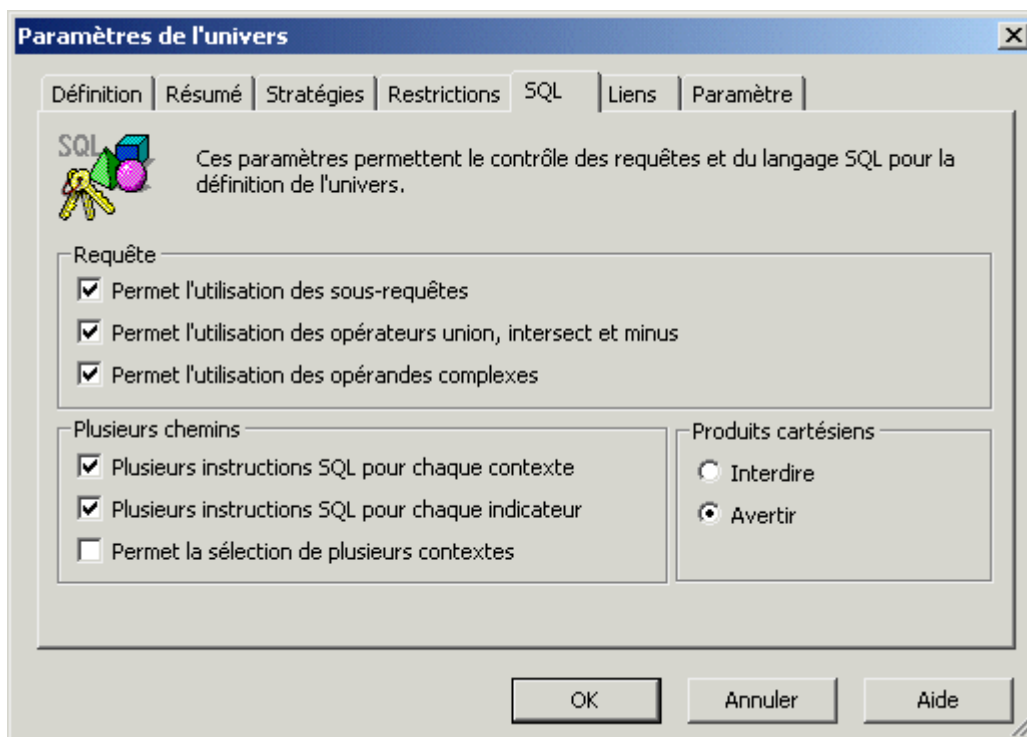 Paramètres de l'univers
Définition
Résumé
Stratégies
Restrictions
SQL
Liens
Paramètre
SQL
Ces paramètres permettent le contrôle des requêtes et du langage SQL pour la
définition de l'univers.
Requête
Permet l'utilisation des sous-requêtes
Permet l'utilisation des opérateurs union, intersect et minus
Permet l'utilisation des opérandes complexes
Plusieurs chemins
Plusieurs instructions SQL pour chaque contexte
Plusieurs instructions SQL pour chaque indicateur
Permet la sélection de plusieurs contextes
Produits cartésiens
Interdire
Avertir
OK
Annuler
Aide